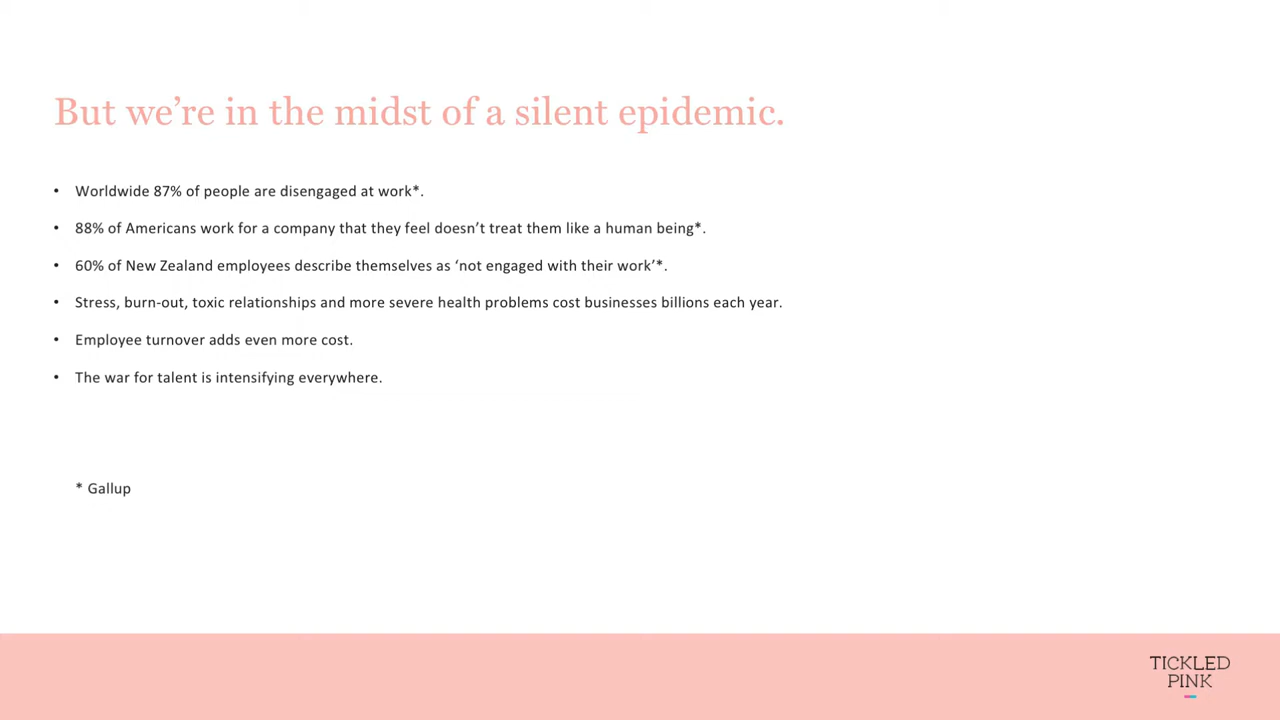 But we’re in the midst of a silent epidemic.
• Worldwide 87% of people are disengaged at work*.
• 88% of Americans work for a company that they feel doesn’t treat them like a human being*.
• 60% of New Zealand employees describe themselves as ‘not engaged with their work’*.
• Stress, burn-out, toxic relationships and more severe health problems cost businesses billions each year.
• Employee turnover adds even more cost.
• The war for talent is intensifying everywhere.
* Gallup
TICKLED
PINK